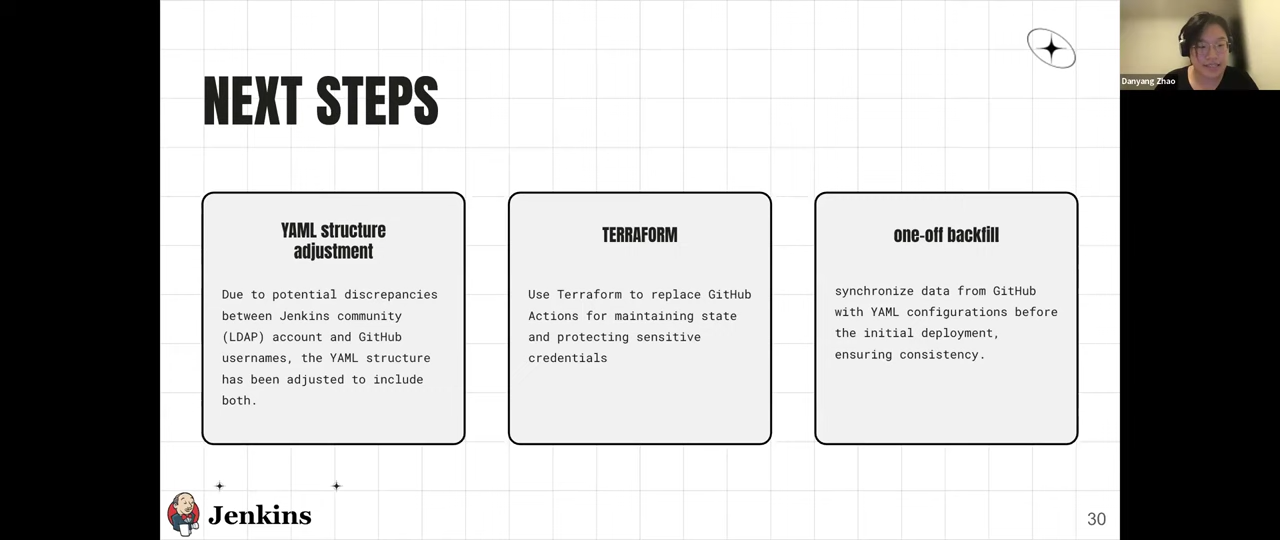 NEXT STEPS
Danyang Zhao
YAML structure
adjustment
Due to potential discrepancies
between Jenkins community
(LDAP) account and GitHub
usernames, the YAML structure
has been adjusted to include
both.
TERRAFORM
Use Terraform to replace GitHub
Actions for maintaining state
and protecting sensitive
credentials
one-off backfill
synchronize data from GitHub
with YAML configurations before
the initial deployment,
ensuring consistency.
Jenkins
30